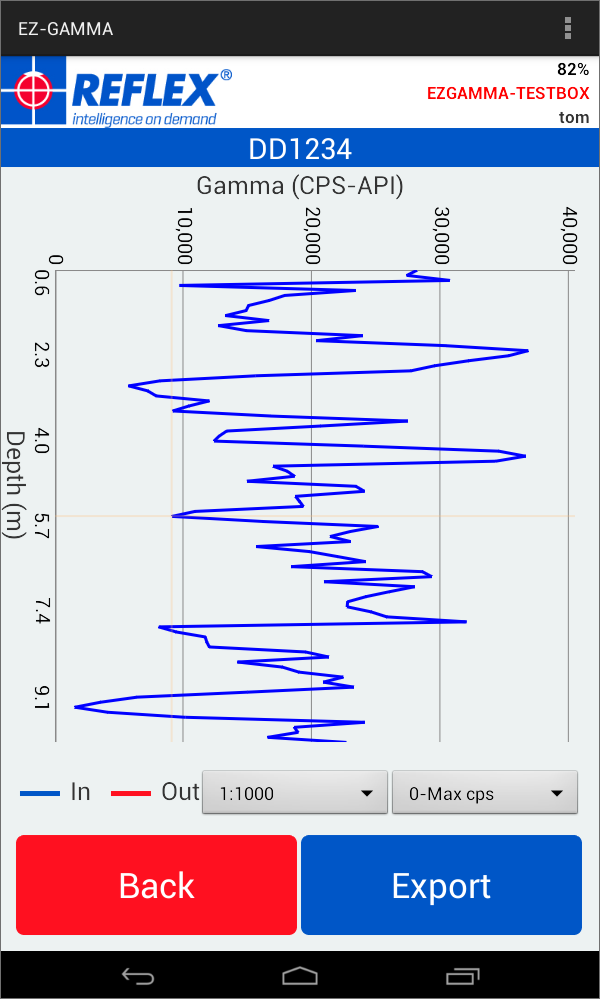 EZ-GAMMA
REFLEX®
intelligence on demand
82%
EZGAMMA-TESTBOX
tom
DD1234
Gamma (CPS-API)
0
10,000
20,000
30,000
40,000
Depth (m)
0.6
2.3
4.0
5.7
7.4
9.1
In
Out
1:1000
0-Max cps
Back
Export